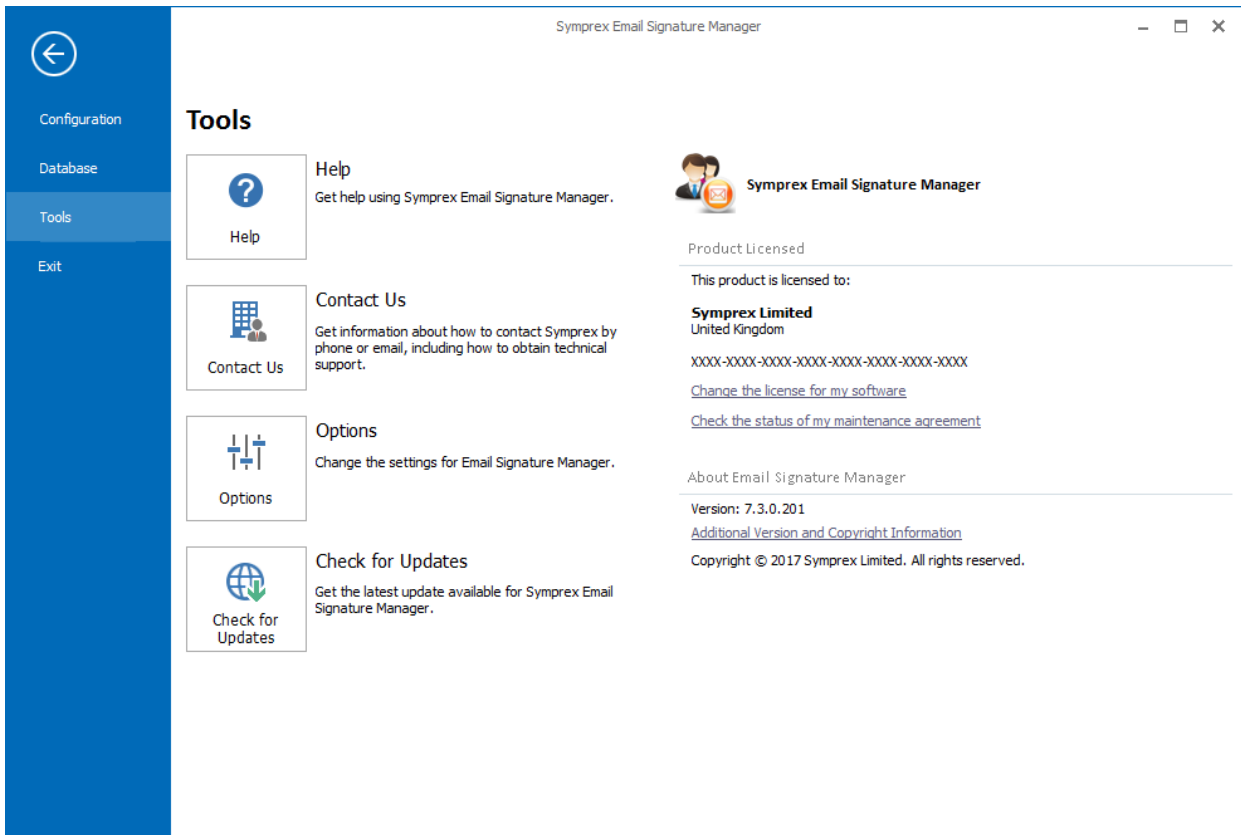 Symprex Email Signature Manager
Configuration
Database
Tools
Exit
Tools
Help
Help
Get help using Symprex Email Signature Manager.
Contact Us
Contact Us
Get information about how to contact Symprex by
phone or email, including how to obtain technical
support.
Options
Options
Change the settings for Email Signature Manager.
Check for
Updates
Check for Updates
Get the latest update available for Symprex Email
Signature Manager.
Symprex Email Signature Manager
Product Licensed
This product is licensed to:
Symprex Limited
United Kingdom
XXXX-XXXX-XXXX-XXXX-XXXX-XXXX-XXXX-XXXX
Change the license for my software
Check the status of my maintenance agreement
About Email Signature Manager
Version: 7.3.0.201
Additional Version and Copyright Information
Copyright © 2017 Symprex Limited. All rights reserved.